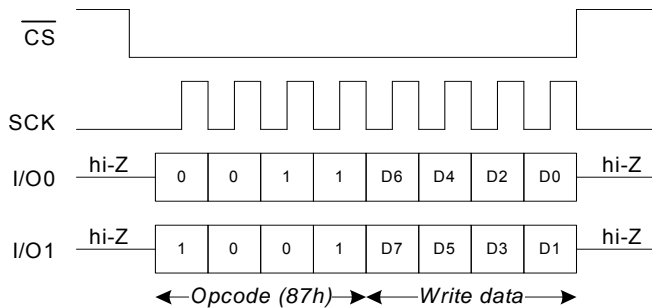 CS
SCK
I/O0 hi-Z 0 0 1 1 D6 D4 D2 D0 hi-Z
I/O1 hi-Z 1 0 0 1 D7 D5 D3 D1 hi-Z
Opcode (87h) Write data